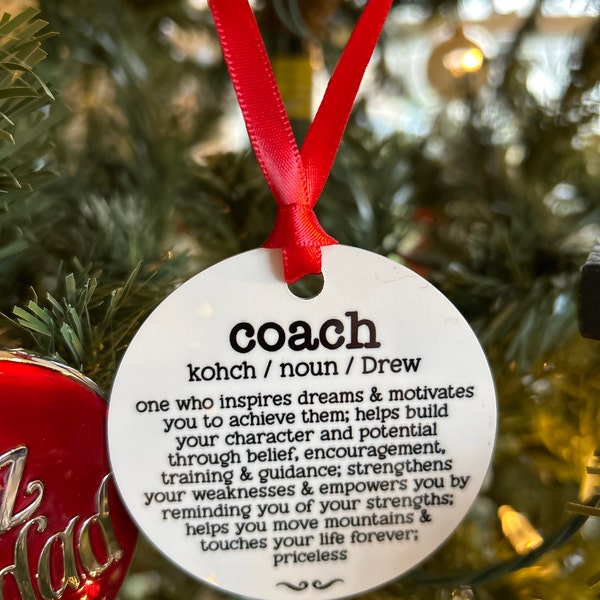 coach
kohch / noun / Drew
one who inspires dreams & motivates
you to achieve them; helps build
your character and potential
through belief, encouragement,
training & guidance; strengthens
your weaknesses & empowers you by
reminding you of your strengths;
helps you move mountains &
touches your life forever;
priceless